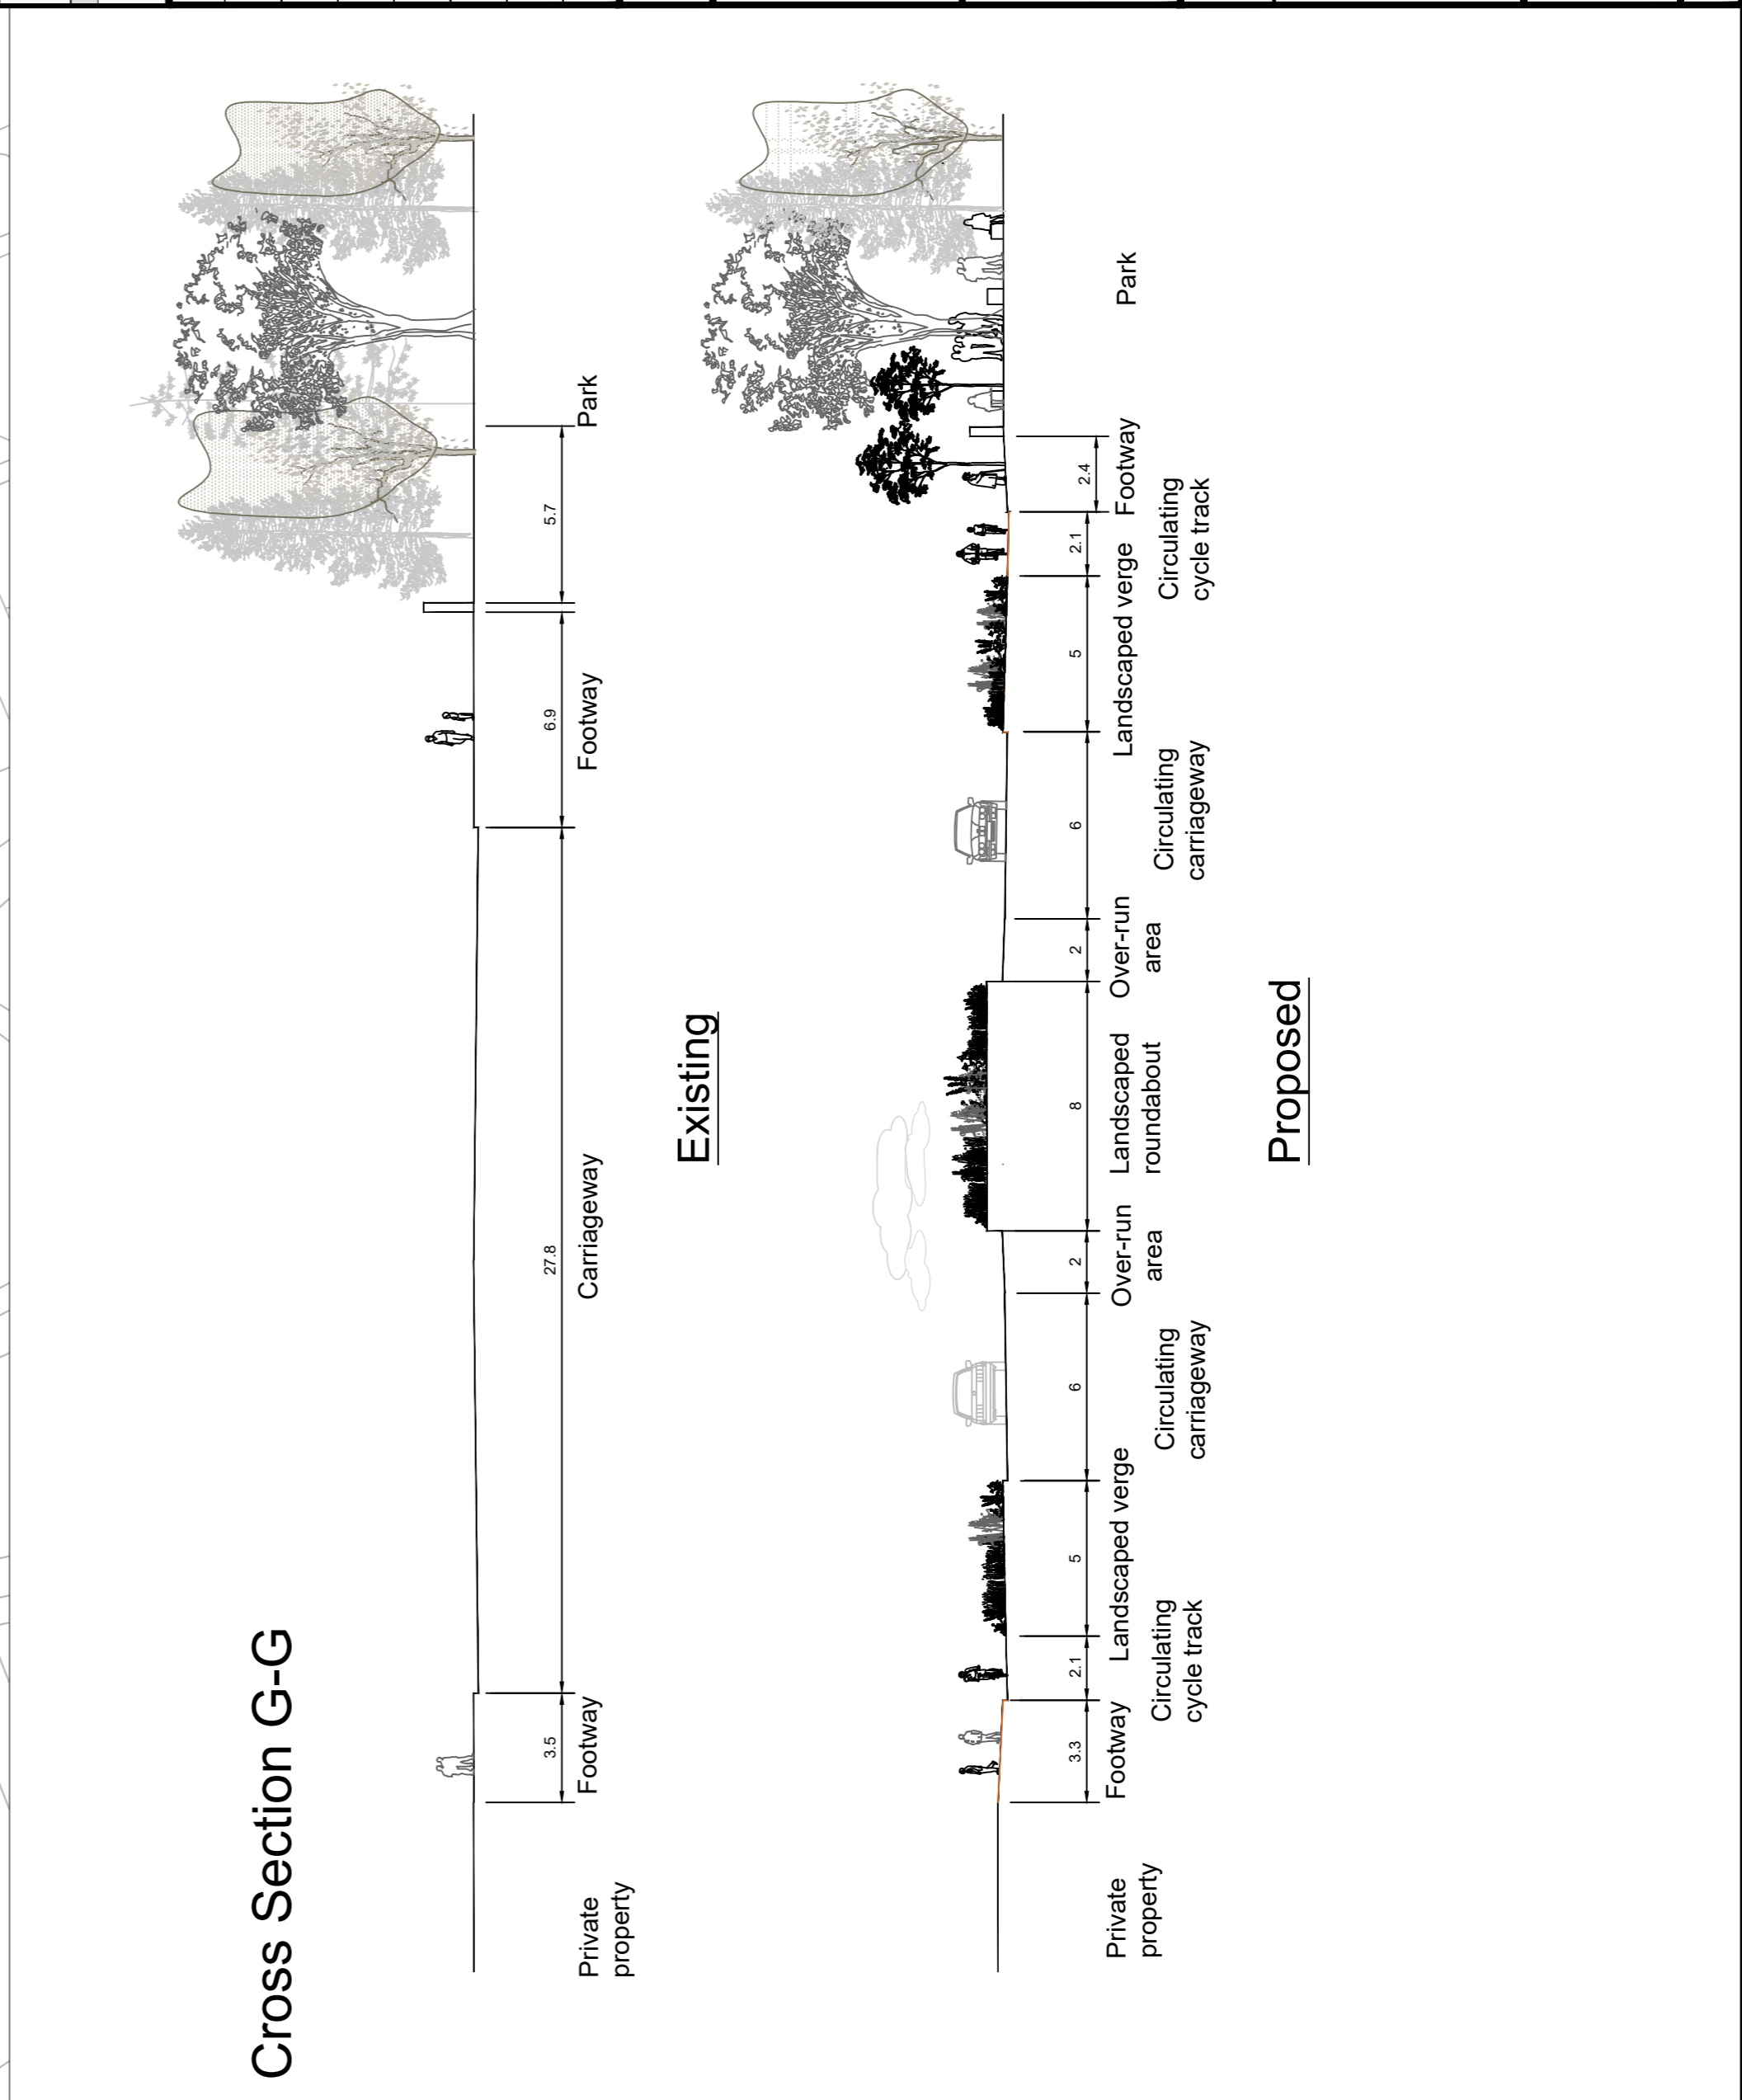 Cross Section G-G
3.5
27.8
6.9
5.7
Private
property
Footway
Carriageway
Footway
Park
Existing
3.3
2.1
5
6
2
8
2
6
5
2.1
2.4
Private
property
Footway
Circulating
cycle track
Landscaped verge
Circulating
carriageway
Over-run
area
Landscaped
roundabout
Over-run
area
Circulating
carriageway
Landscaped verge
Circulating
cycle track
Footway
Park
Proposed